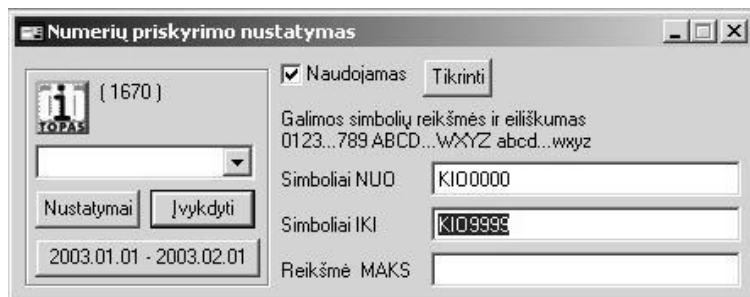 Numerių priskyrimo nustatymas
( 1670 )
TOPAS
Nustatymai Įvykdyti
2003.01.01 - 2003.02.01
Naudojamas Tikrinti
Galimos simbolių reikšmės ir eiliškumas
0123...789 ABCD...WXYZ abcd...wxyz
Simboliai NUO KIO0000
Simboliai IKI KIO9999
Reikšmė MAKS